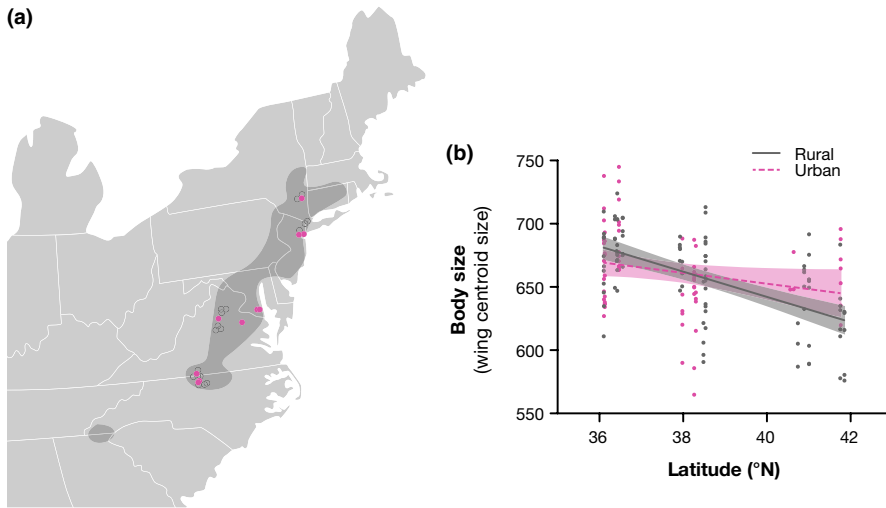 (a)
(b)
Rural
Urban
750
700
650
600
550
Body size
(wing centroid size)
36
38
40
42
Latitude (°N)